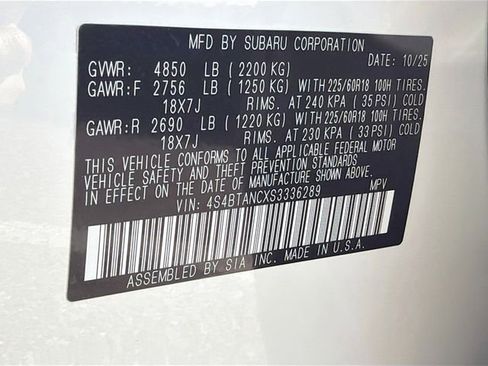 MFD BY SUBARU CORPORATION
DATE: 10/25
GVWR: 4850 LB (2200 KG)
GAWR:F 2756 LB (1250 KG) WITH 225/60R18 100H TIRES.
18X7J RIMS. AT 240 KPA (35 PSI) COLD
GAWR:R 2690 LB (1220 KG) WITH 225/60R18 100H TIRES.
18X7J RIMS. AT 230 KPA (33 PSI) COLD
THIS VEHICLE CONFORMS TO ALL APPLICABLE FEDERAL MOTOR
VEHICLE SAFETY AND THEFT PREVENTION STANDARDS
IN EFFECT ON THE DATE OF MANUFACTURE SHOWN ABOVE.
VIN: 4S4BTANCXS3336289 MPV
ASSEMBLED BY SIA INC. MADE IN U.S.A.